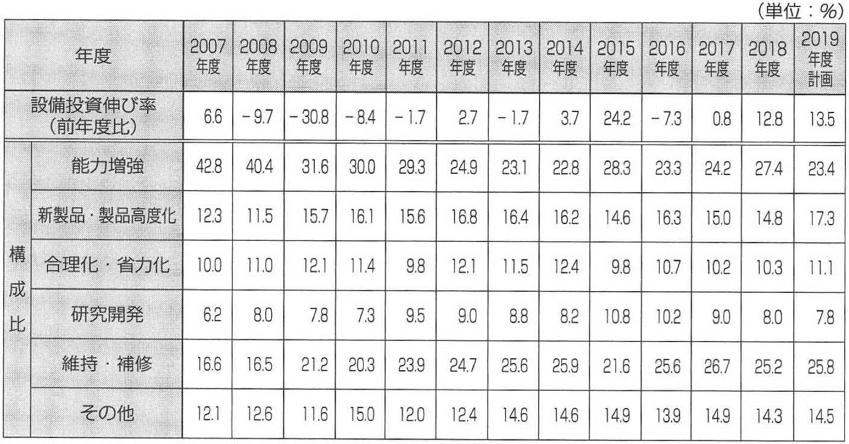 (単位：%)
年度 2007年度 2008年度 2009年度 2010年度 2011年度 2012年度 2013年度 2014年度 2015年度 2016年度 2017年度 2018年度 2019年度計画
設備投資伸び率(前年度比) 6.6 −9.7 −30.8 −8.4 −1.7 2.7 −1.7 3.7 24.2 −7.3 0.8 12.8 13.5
構成比
能力増強 42.8 40.4 31.6 30.0 29.3 24.9 23.1 22.8 28.3 23.3 24.2 27.4 23.4
新製品・製品高度化 12.3 11.5 15.7 16.1 15.6 16.8 16.4 16.2 14.6 16.3 15.0 14.8 17.3
合理化・省力化 10.0 11.0 12.1 11.4 9.8 12.1 11.5 12.4 9.8 10.7 10.2 10.3 11.1
研究開発 6.2 8.0 7.8 7.3 9.5 9.0 8.8 8.2 10.8 10.2 9.0 8.0 7.8
維持・補修 16.6 16.5 21.2 20.3 23.9 24.7 25.6 25.9 21.6 25.6 26.7 25.2 25.8
その他 12.1 12.6 11.6 15.0 12.0 12.4 14.6 14.6 14.9 13.9 14.9 14.3 14.5